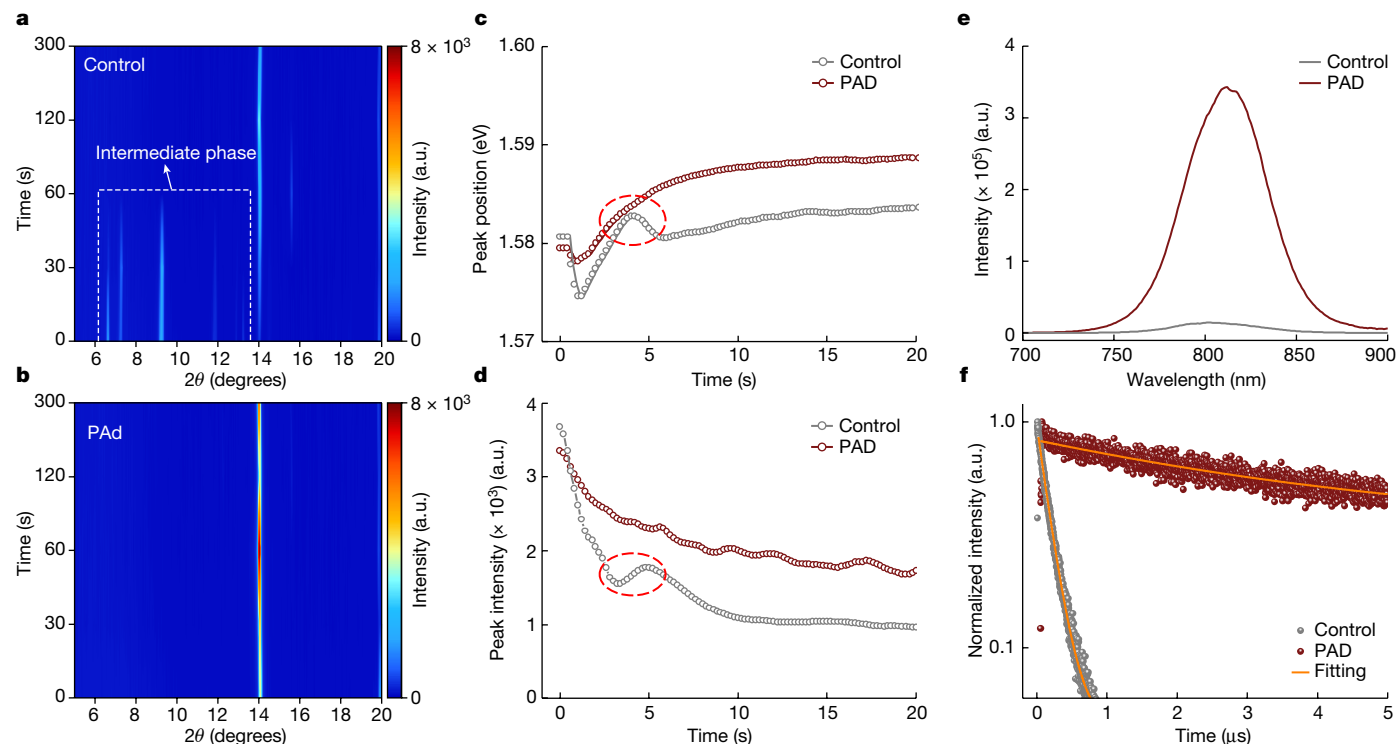 a
300
120
60
30
0
Time (s)
Control
Intermediate phase
6 8 10 12 14 16 18 20
2θ (degrees)
8 × 10³
0
Intensity (a.u.)
b
300
120
60
30
0
Time (s)
PAd
6 8 10 12 14 16 18 20
2θ (degrees)
8 × 10³
0
Intensity (a.u.)
c
1.60
1.59
1.58
1.57
Peak position (eV)
Control
PAD
0 5 10 15 20
Time (s)
d
4
3
2
1
0
Peak intensity (× 10³) (a.u.)
Control
PAD
0 5 10 15 20
Time (s)
e
4
3
2
1
0
Intensity (× 10⁵) (a.u.)
Control
PAD
700 750 800 850 900
Wavelength (nm)
f
1.0
0.1
Normalized intensity (a.u.)
Control
PAD
Fitting
0 1 2 3 4 5
Time (μs)